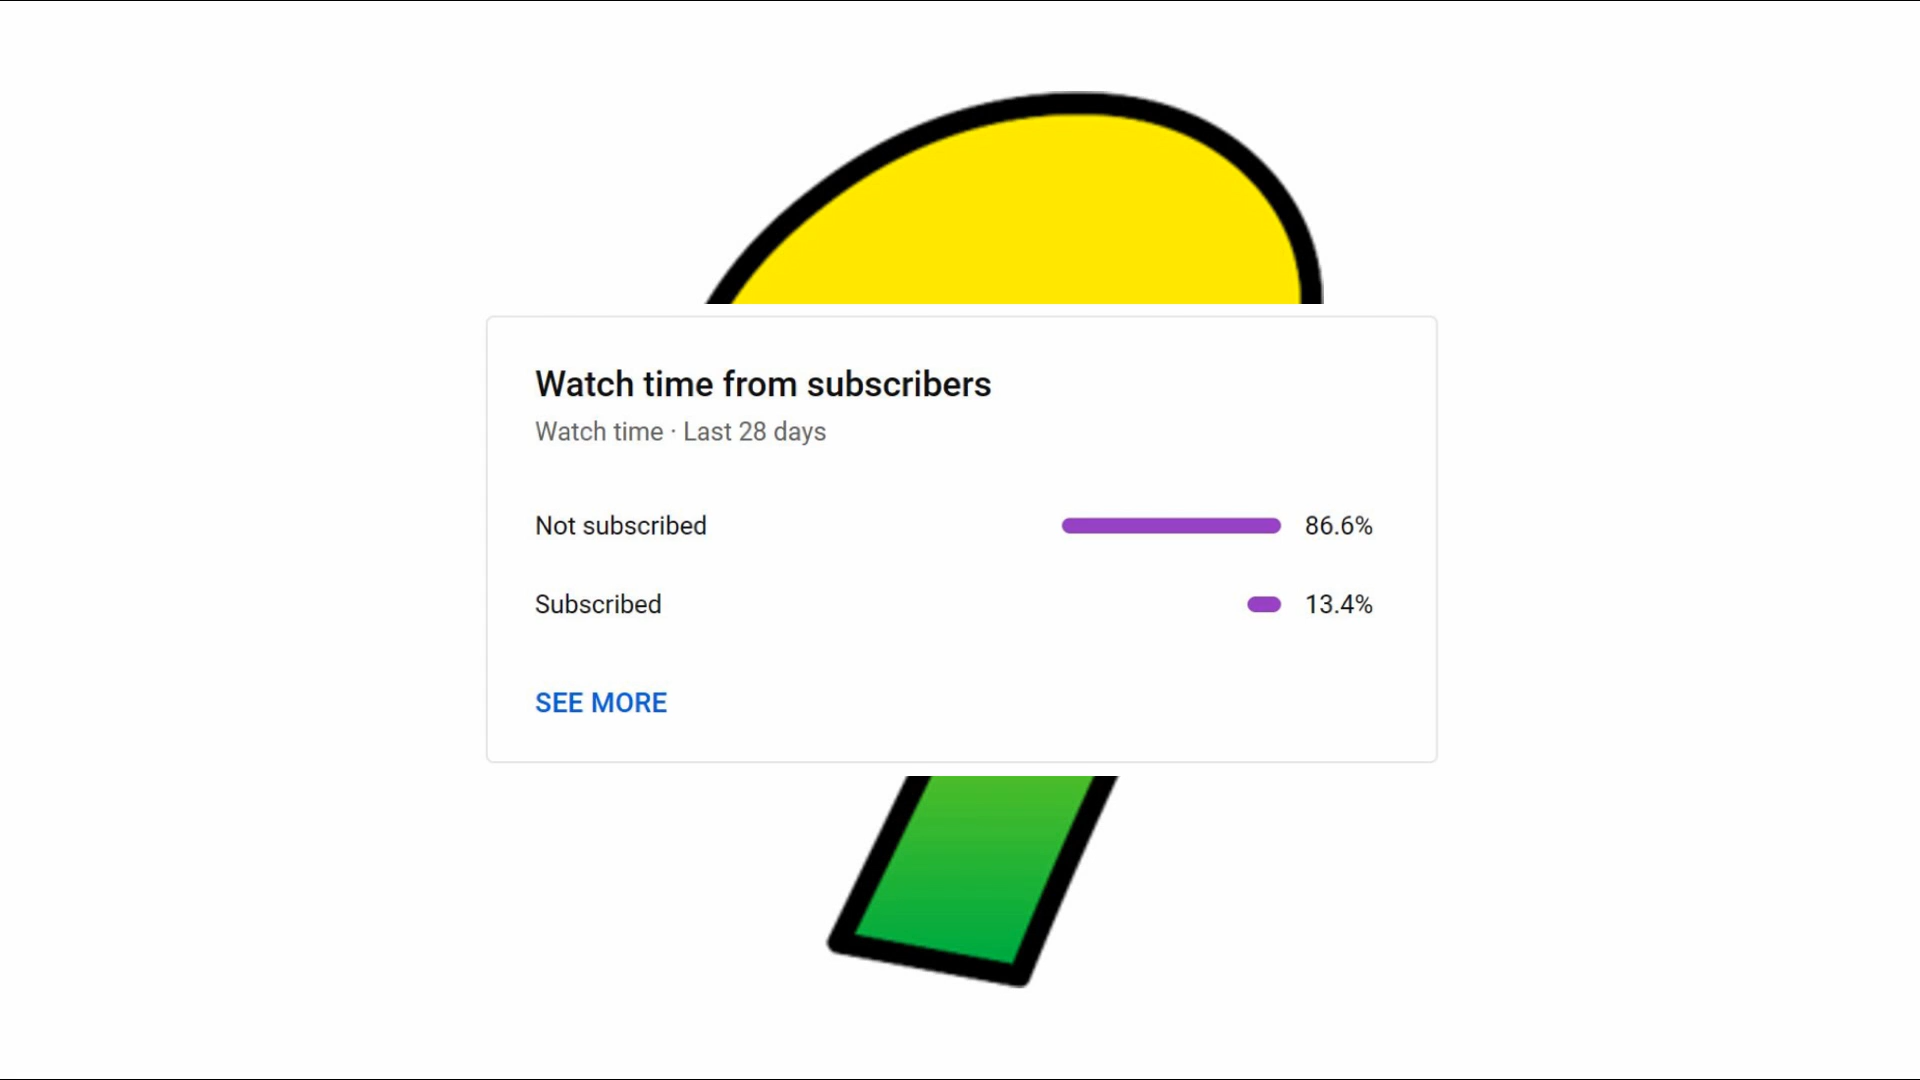 Watch time from subscribers
Watch time · Last 28 days
Not subscribed 86.6%
Subscribed 13.4%
SEE MORE